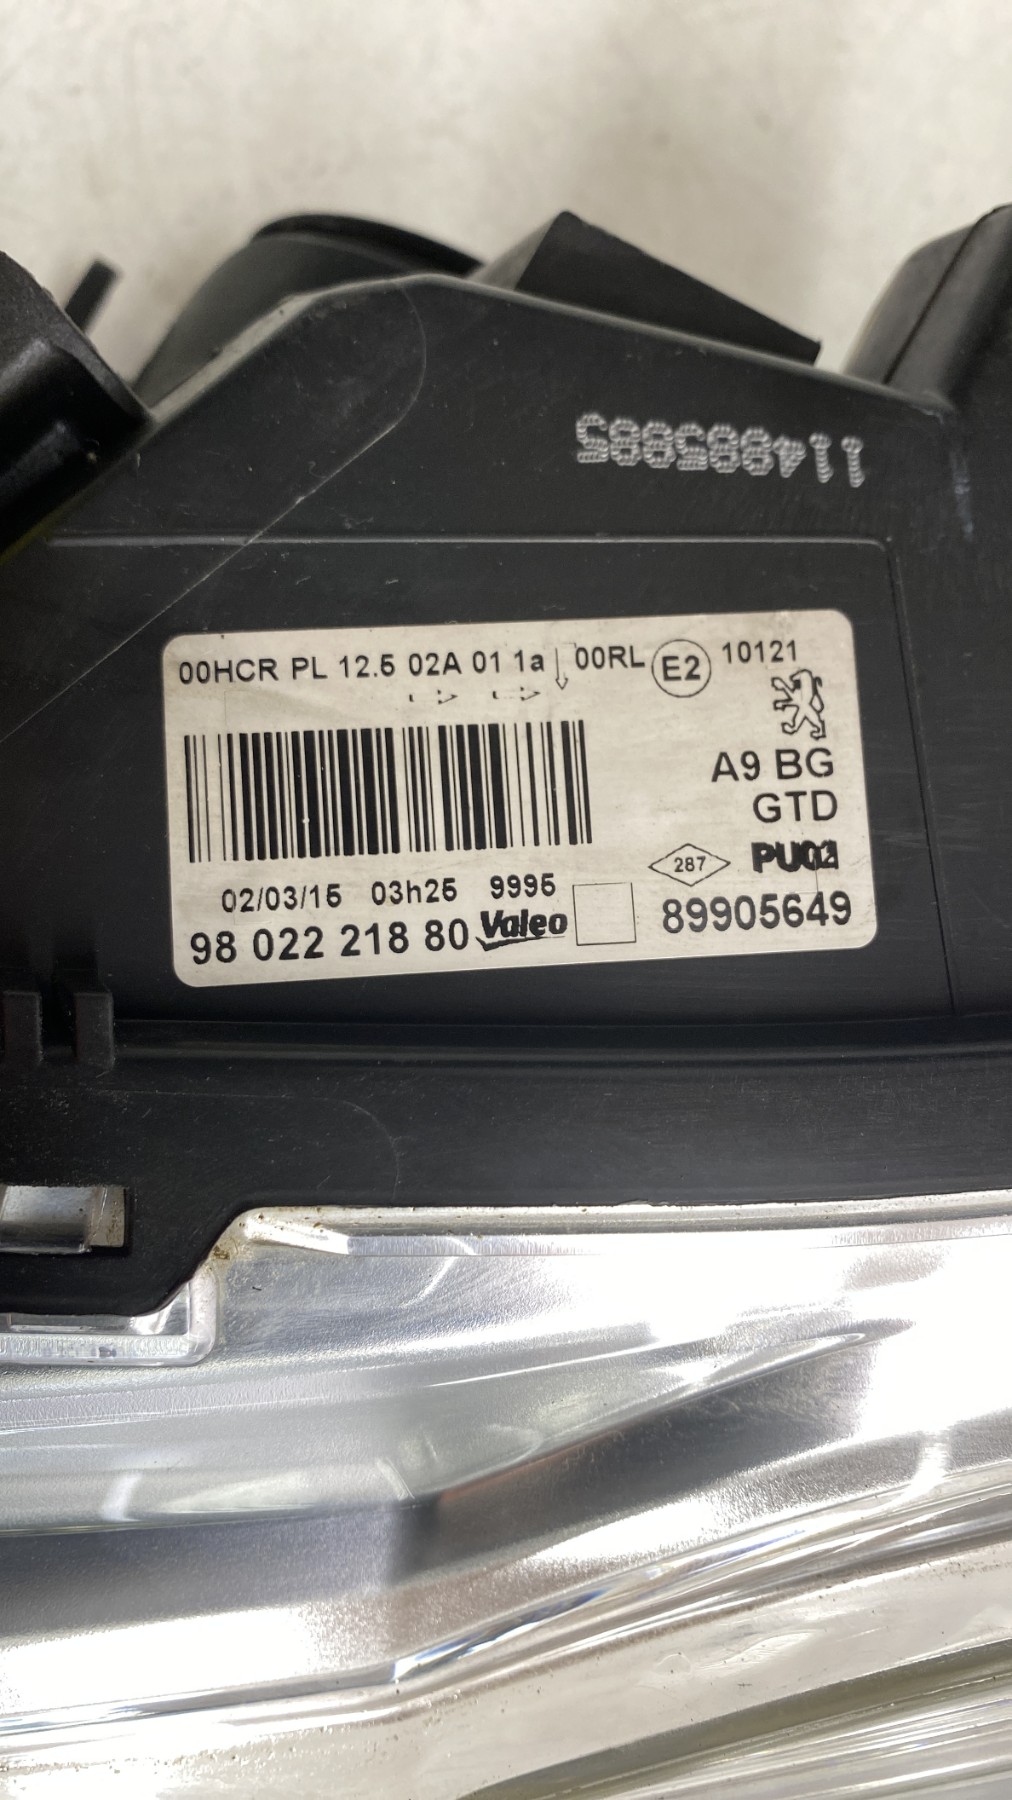 114885885
00HCR PL 12.5 02A 01 1a 00RL E2 10121
A9 BG
GTD
287
02/03/15 03h25 9995
98 022 218 80 Valeo 89905649